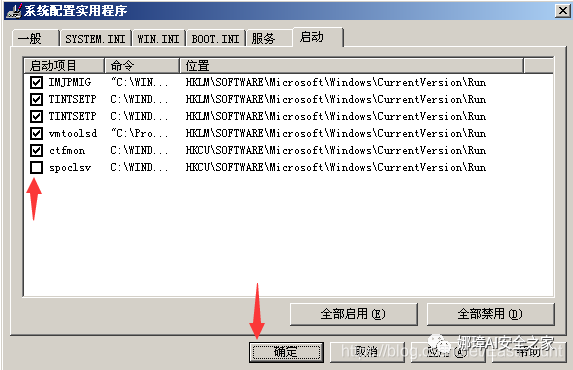 系统配置实用程序
一般 SYSTEM.INI WIN.INI BOOT.INI 服务 启动
启动项目 命令 位置
IMJPMIG "C:\WIN... HKLM\SOFTWARE\Microsoft\Windows\CurrentVersion\Run
TINTSETP C:\WIND... HKLM\SOFTWARE\Microsoft\Windows\CurrentVersion\Run
TINTSETP C:\WIND... HKLM\SOFTWARE\Microsoft\Windows\CurrentVersion\Run
vmtoolsd "C:\Pro... HKLM\SOFTWARE\Microsoft\Windows\CurrentVersion\Run
ctfmon C:\WIND... HKCU\SOFTWARE\Microsoft\Windows\CurrentVersion\Run
spoclsv C:\WIND... HKCU\SOFTWARE\Microsoft\Windows\CurrentVersion\Run
全部启用(E) 全部禁用(D)
确定 取消 应用(A) 帮助
娜璋AI安全之家